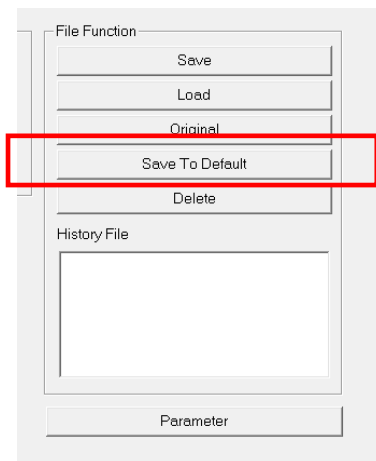 File Function
Save
Load
Original
Save To Default
Delete
History File
Parameter